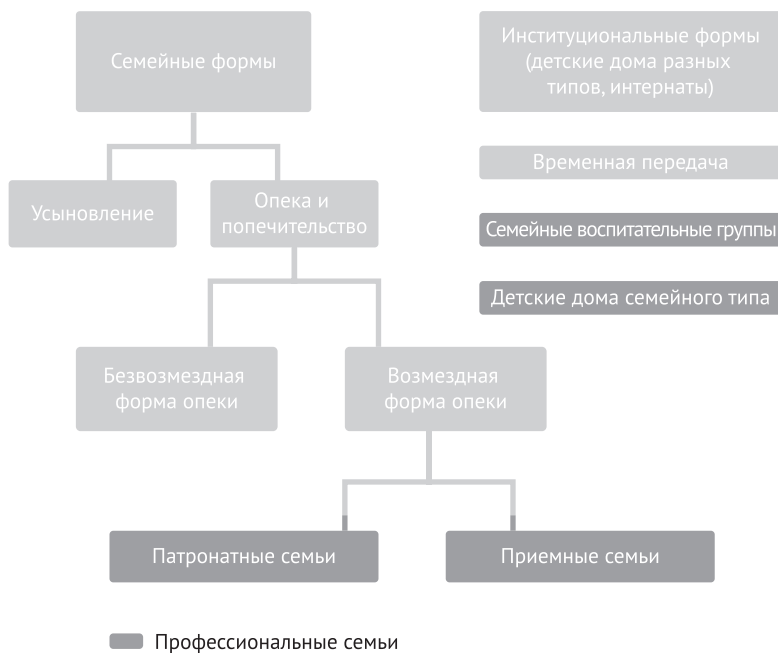 Семейные формы
Институциональные формы
(детские дома разных
типов, интернаты)
Временная передача
Усыновление
Опека и
попечительство
Семейные воспитательные группы
Детские дома семейного типа
Безвозмездная
форма опеки
Возмездная
форма опеки
Патронатные семьи
Приемные семьи
Профессиональные семьи